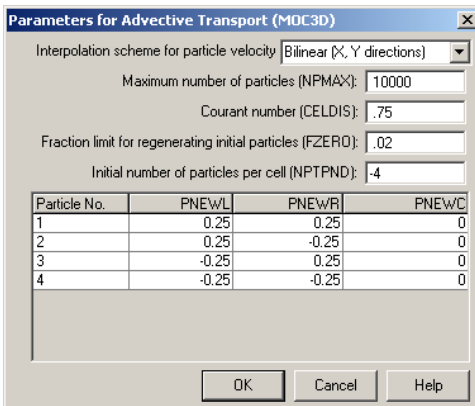 Parameters for Advective Transport (MOC3D)
Interpolation scheme for particle velocity Bilinear (X, Y directions)
Maximum number of particles (NPMAX): 10000
Courant number (CELDIS): .75
Fraction limit for regenerating initial particles (FZERO): .02
Initial number of particles per cell (NPTPND): -4
Particle No. PNEWL PNEWR PNEWC
1 0.25 0.25 0
2 0.25 -0.25 0
3 -0.25 0.25 0
4 -0.25 -0.25 0
OK Cancel Help